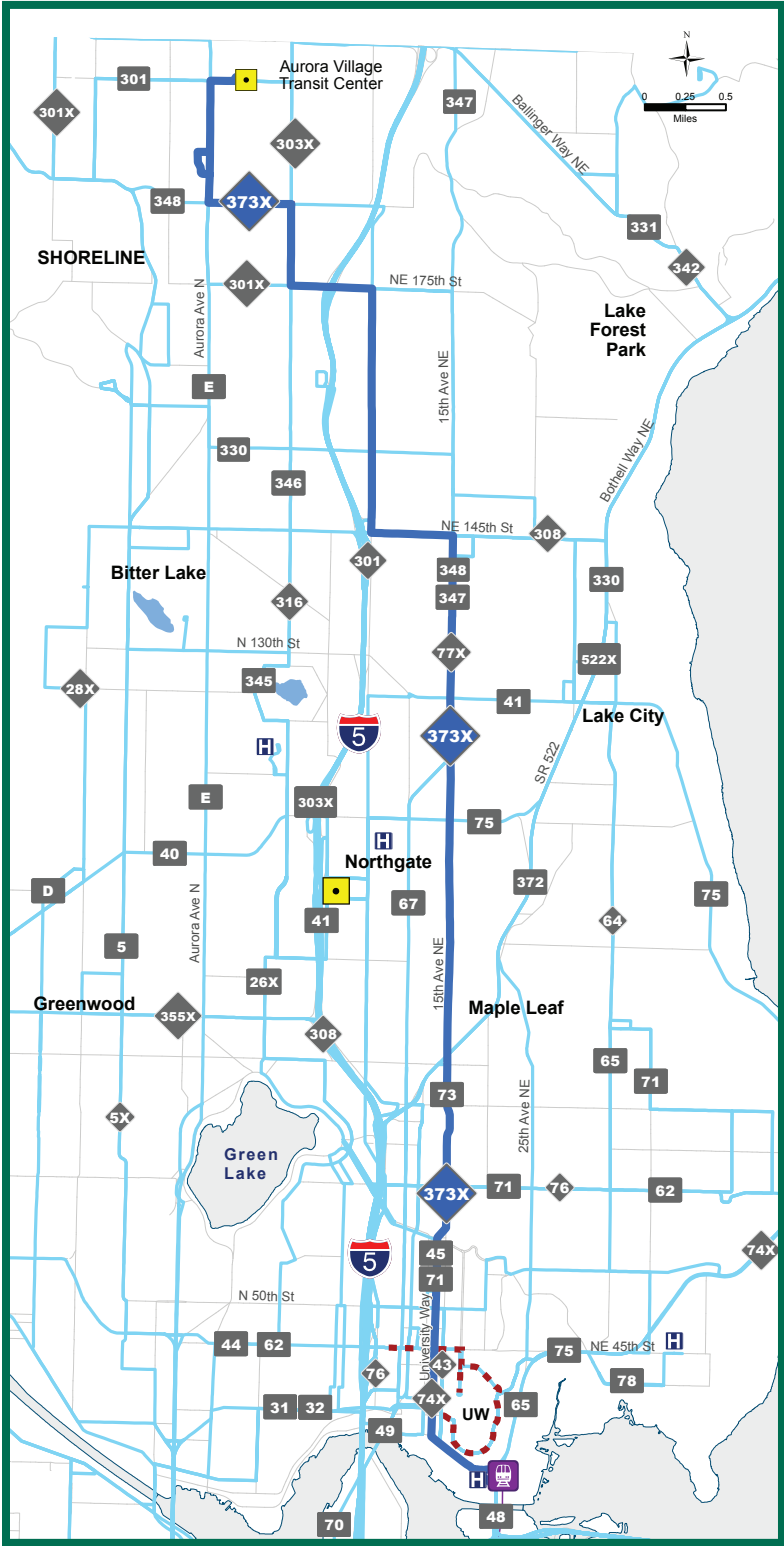 N
Aurora Village
Transit Center
301
301X
303X
347
0
0.25
0.5
Miles
Ballinger Way NE
348
373X
331
342
SHORELINE
301X
NE 175th St
Lake
Forest
Park
Aurora Ave N
15th Ave NE
E
330
346
Bothell Way NE
NE 145th St
308
301
348
347
330
Bitter Lake
316
N 130th St
77X
522X
345
28X
41
Lake City
H
5
373X
SR 522
E
303X
75
H
40
Northgate
D
41
67
372
75
64
5
Aurora Ave N
15th Ave NE
26X
Greenwood
355X
Maple Leaf
308
65
71
73
5X
25th Ave NE
Green
Lake
373X
71
76
62
45
71
5
74X
N 50th St
University Way
44
62
43
75
NE 45th St
H
76
78
74X
UW
65
31
32
49
H
48
70